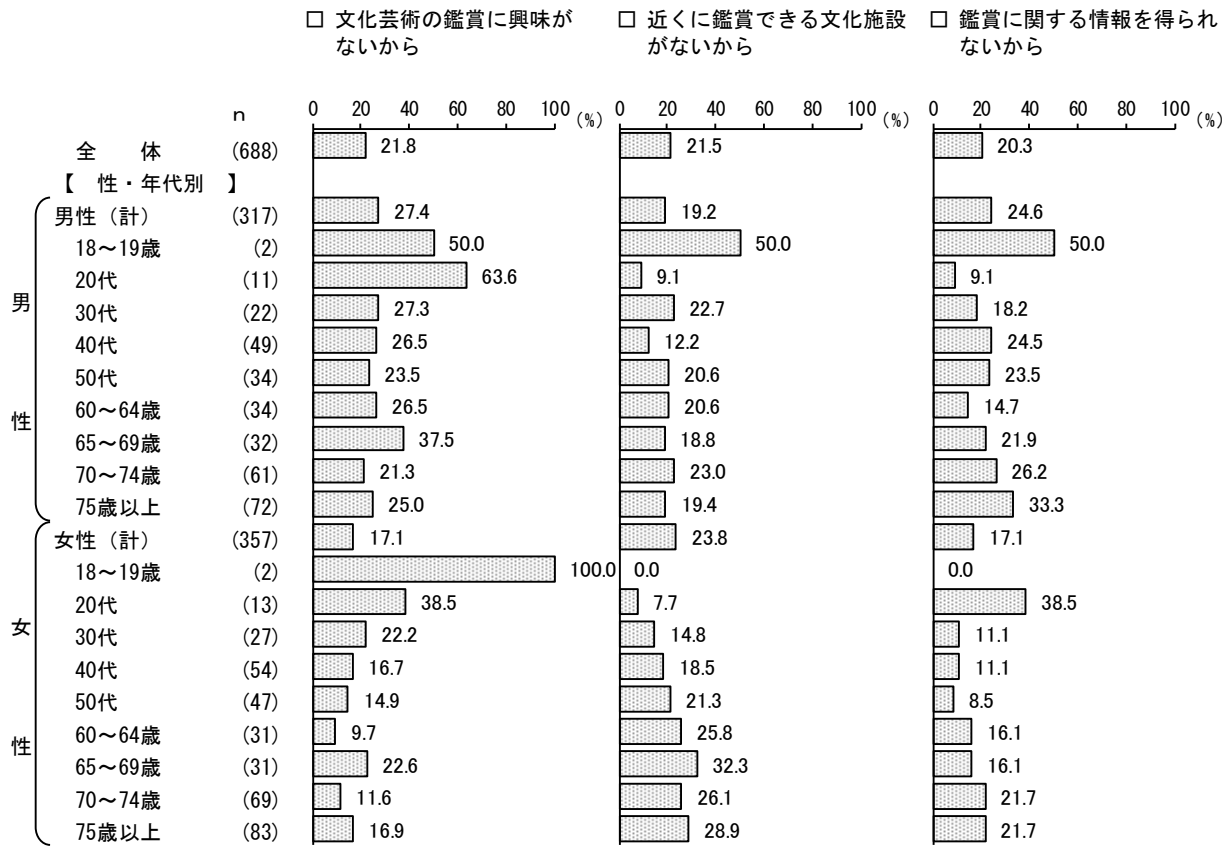 □ 文化芸術の鑑賞に興味が
ないから
□ 近くに鑑賞できる文化施設
がないから
□ 鑑賞に関する情報を得られ
ないから
n
0 20 40 60 80 100 (%)
0 20 40 60 80 100 (%)
0 20 40 60 80 100 (%)
全 体 (688) 21.8 21.5 20.3
【 性・年代別 】
男性
男性（計） (317) 27.4 19.2 24.6
18～19歳 (2) 50.0 50.0 50.0
20代 (11) 63.6 9.1 9.1
30代 (22) 27.3 22.7 18.2
40代 (49) 26.5 12.2 24.5
50代 (34) 23.5 20.6 23.5
60～64歳 (34) 26.5 20.6 14.7
65～69歳 (32) 37.5 18.8 21.9
70～74歳 (61) 21.3 23.0 26.2
75歳以上 (72) 25.0 19.4 33.3
女性
女性（計） (357) 17.1 23.8 17.1
18～19歳 (2) 100.0 0.0 0.0
20代 (13) 38.5 7.7 38.5
30代 (27) 22.2 14.8 11.1
40代 (54) 16.7 18.5 11.1
50代 (47) 14.9 21.3 8.5
60～64歳 (31) 9.7 25.8 16.1
65～69歳 (31) 22.6 32.3 16.1
70～74歳 (69) 11.6 26.1 21.7
75歳以上 (83) 16.9 28.9 21.7